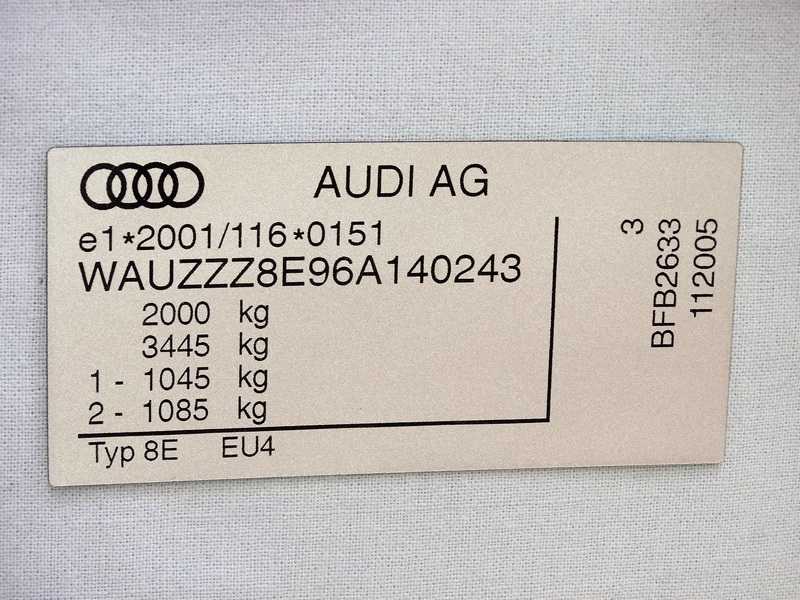 AUDI AG
e1*2001/116*0151
WAUZZZ8E96A140243
2000 kg
3445 kg
1 - 1045 kg
2 - 1085 kg
Typ 8E EU4
3
BFB2633
112005